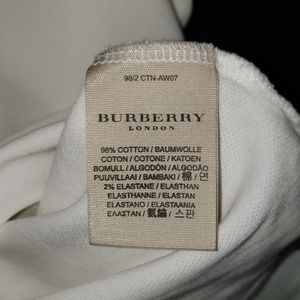 98/2 CTN-AW07
BURBERRY
LONDON
98% COTTON / BAUMWOLLE
COTON / COTONE / KATOEN
BOMULL / ALGODÓN / ALGODÃO
PUUVILLAAI / BAMBAKI / 棉 / 면
2% ELASTANE / ELASTHAN
ELASTHANNE / ELASTAN
ELASTANO / ELASTAANIA
ΕΛΑΣΤΑΝ / 氨綸 / 스판